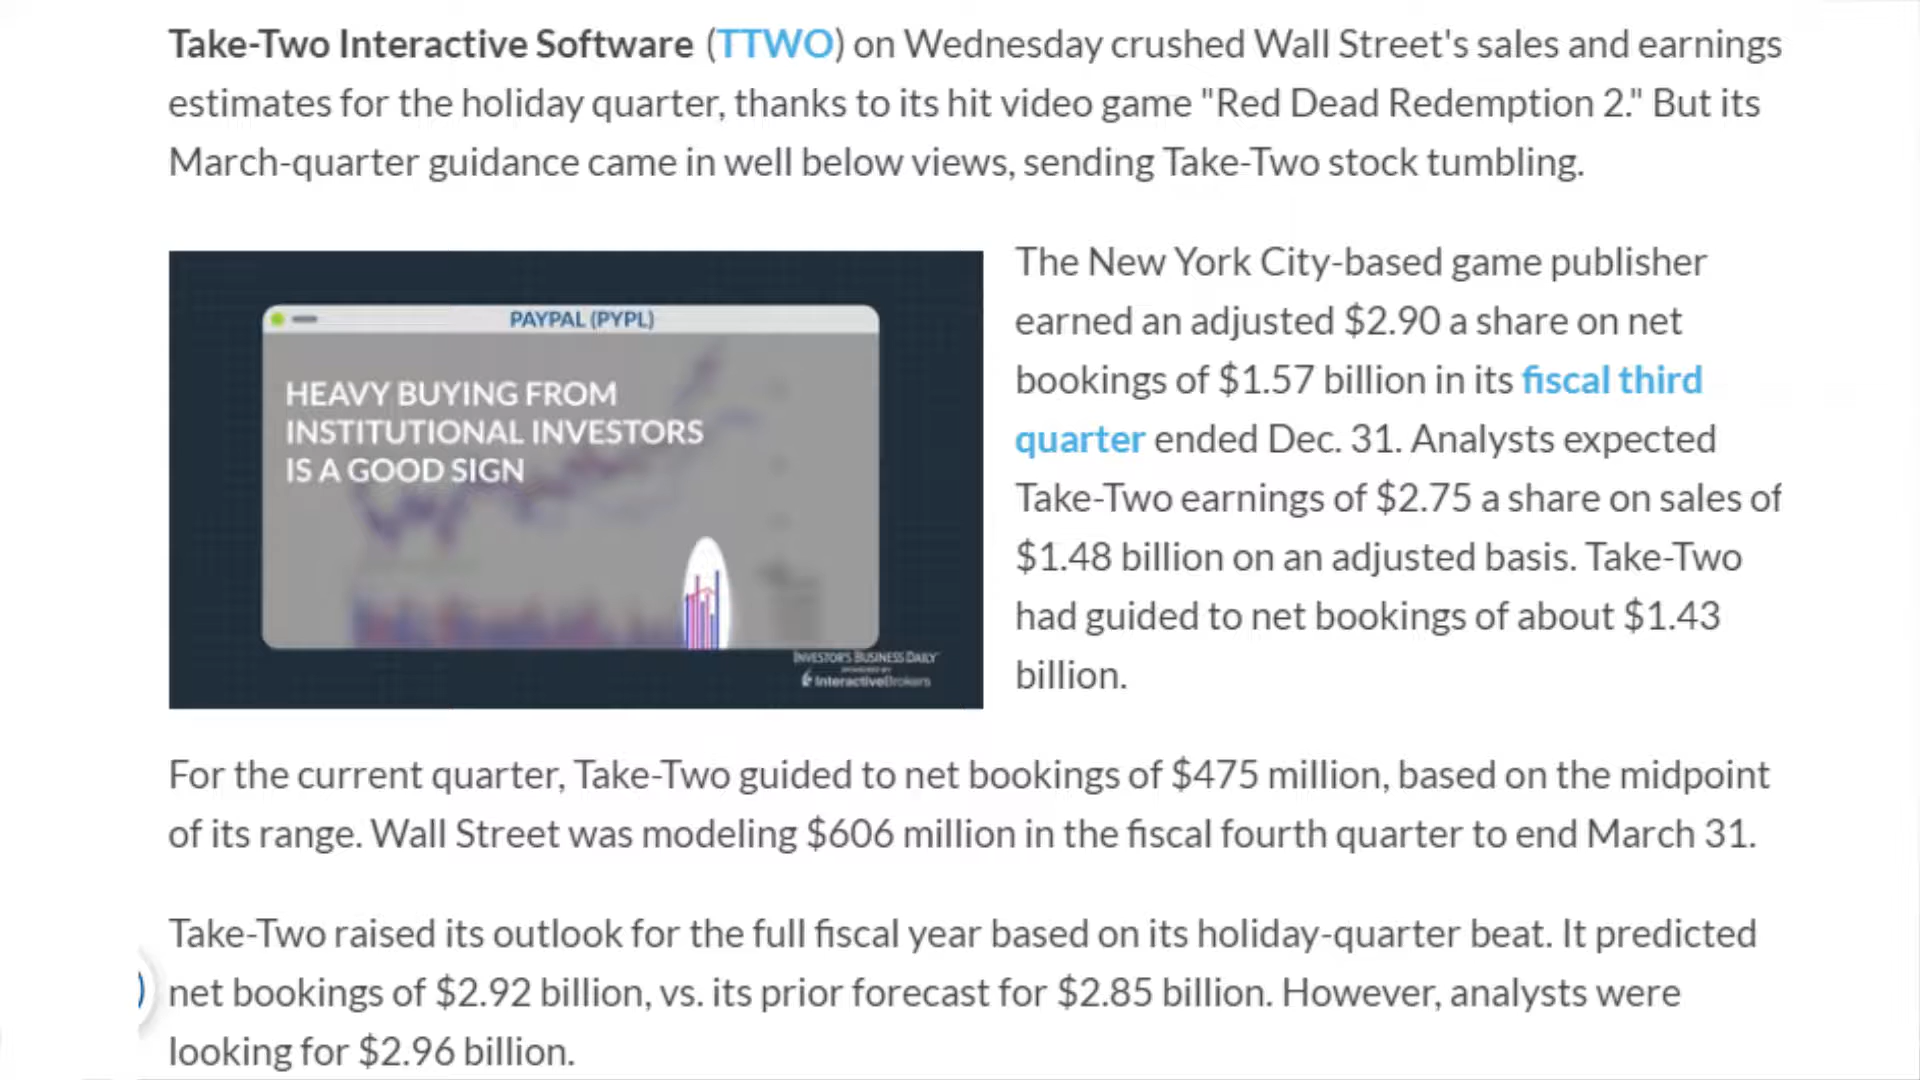 Take-Two Interactive Software (TTWO) on Wednesday crushed Wall Street's sales and earnings
estimates for the holiday quarter, thanks to its hit video game "Red Dead Redemption 2." But its
March-quarter guidance came in well below views, sending Take-Two stock tumbling.
PAYPAL (PYPL)
HEAVY BUYING FROM
INSTITUTIONAL INVESTORS
IS A GOOD SIGN
INVESTOR'S BUSINESS DAILY
SPONSORED BY
InteractiveBrokers
The New York City-based game publisher
earned an adjusted $2.90 a share on net
bookings of $1.57 billion in its fiscal third
quarter ended Dec. 31. Analysts expected
Take-Two earnings of $2.75 a share on sales of
$1.48 billion on an adjusted basis. Take-Two
had guided to net bookings of about $1.43
billion.
For the current quarter, Take-Two guided to net bookings of $475 million, based on the midpoint
of its range. Wall Street was modeling $606 million in the fiscal fourth quarter to end March 31.
Take-Two raised its outlook for the full fiscal year based on its holiday-quarter beat. It predicted
net bookings of $2.92 billion, vs. its prior forecast for $2.85 billion. However, analysts were
looking for $2.96 billion.